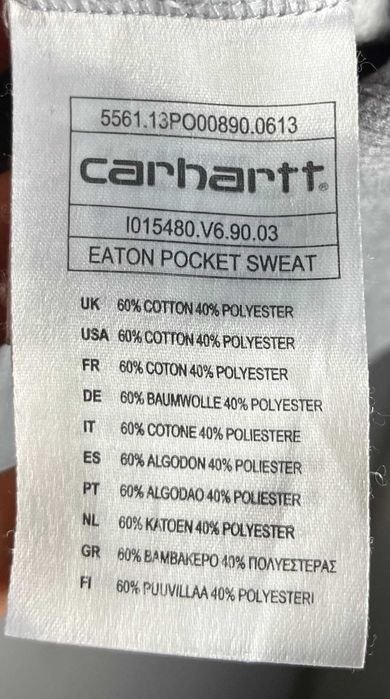 5561.13PO00890.0613
carhartt®
I015480.V6.90.03
EATON POCKET SWEAT
UK 60% COTTON 40% POLYESTER
USA 60% COTTON 40% POLYESTER
FR 60% COTON 40% POLYESTER
DE 60% BAUMWOLLE 40% POLYESTER
IT 60% COTONE 40% POLIESTERE
ES 60% ALGODON 40% POLIESTER
PT 60% ALGODAO 40% POLIESTER
NL 60% KATOEN 40% POLYESTER
GR 60% ΒΑΜΒΑΚΕΡΟ 40% ΠΟΛΥΕΣΤΕΡΑΣ
FI 60% PUUVILLAA 40% POLYESTERI